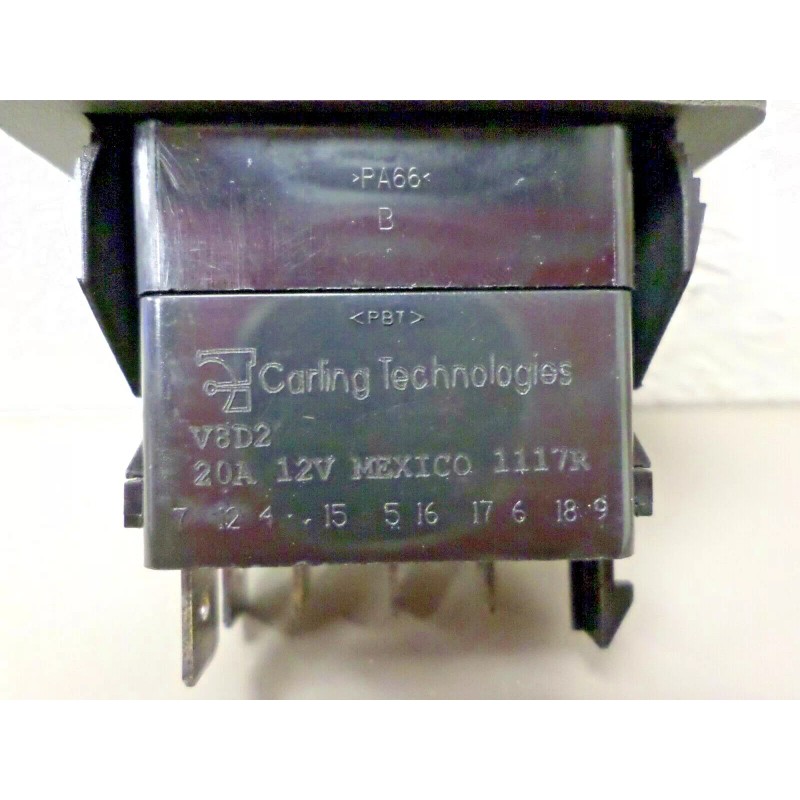 >PA66<
B
<PBT>
Carling Technologies
V8D2
20A 12V MEXICO 1117R
7 12 4 15 5 16 17 6 18 9